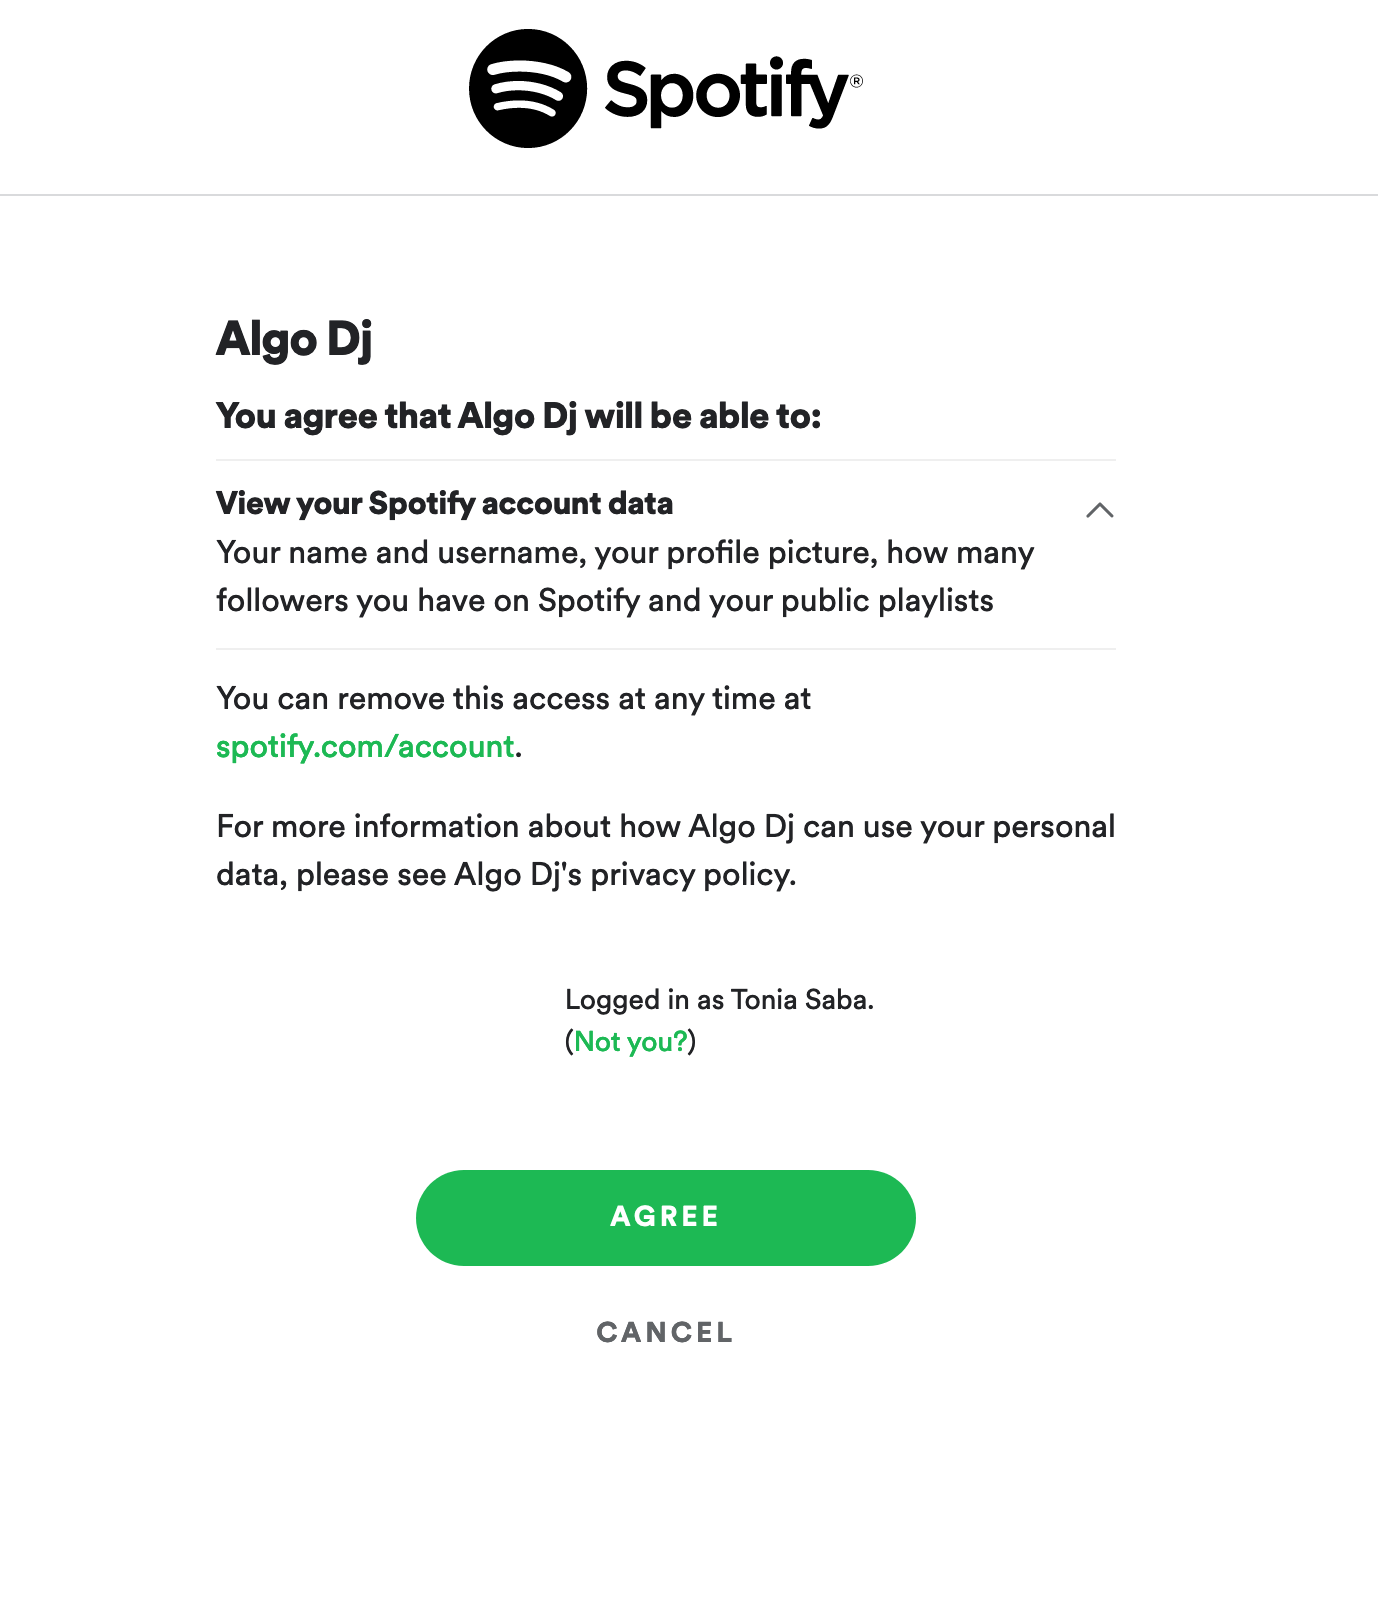 Spotify®
Algo Dj
You agree that Algo Dj will be able to:
View your Spotify account data
Your name and username, your profile picture, how many
followers you have on Spotify and your public playlists
You can remove this access at any time at
spotify.com/account.
For more information about how Algo Dj can use your personal
data, please see Algo Dj's privacy policy.
Logged in as Tonia Saba.
(Not you?)
AGREE
CANCEL